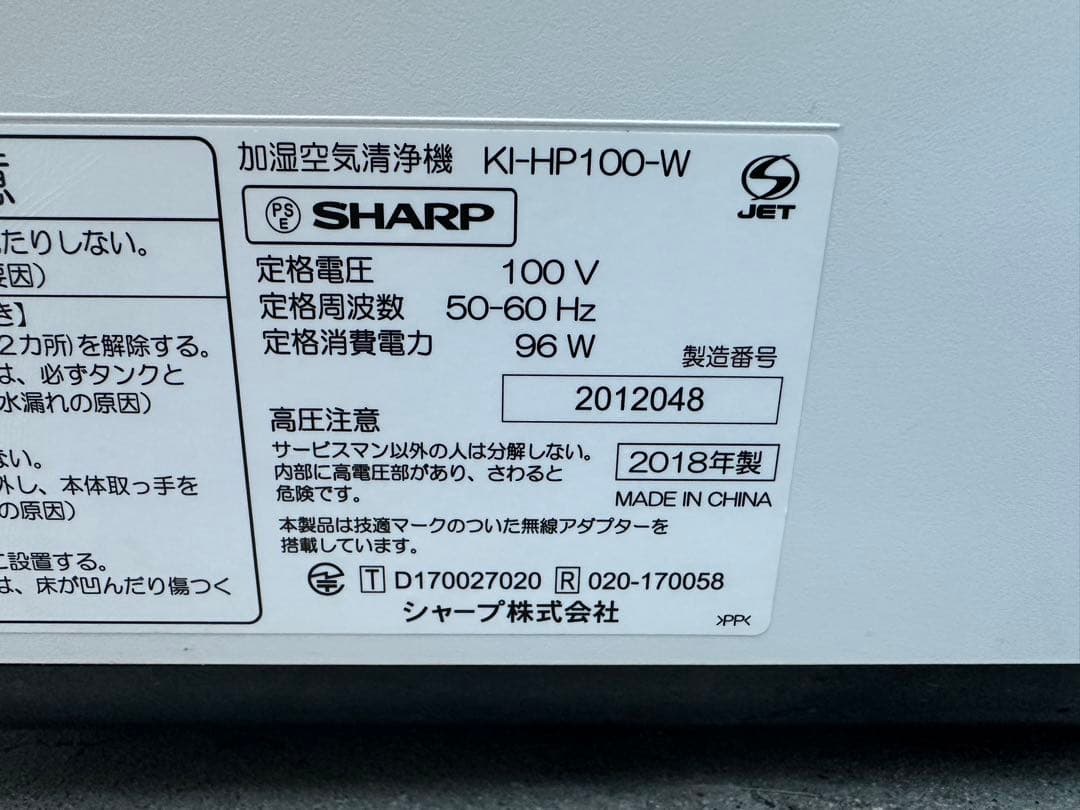 加湿空気清浄機 KI-HP100-W
JET
PSE SHARP
定格電圧 100 V
定格周波数 50-60 Hz
定格消費電力 96 W
製造番号
2012048
高圧注意
サービスマン以外の人は分解しない。
内部に高電圧部があり、さわると
危険です。
2018年製
MADE IN CHINA
本製品は技適マークのついた無線アダプターを
搭載しています。
T D170027020 R 020-170058
シャープ株式会社
>PP<
たりしない。
要因)
き】
2カ所)を解除する。
は、必ずタンクと
水漏れの原因)
ない。
外し、本体取っ手を
の原因)
に設置する。
は、床が凹んだり傷つく